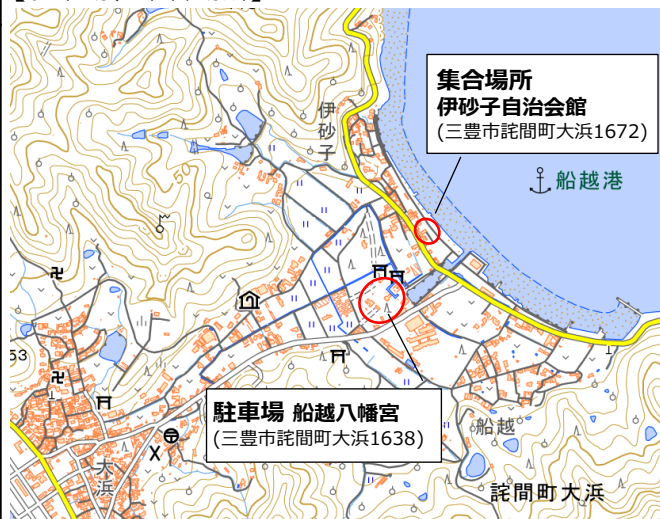 集合場所
伊砂子自治会館
(三豊市詫間町大浜1672)
伊砂子
船越港
53
50
駐車場 船越八幡宮
(三豊市詫間町大浜1638)
船越
大浜
詫間町大浜